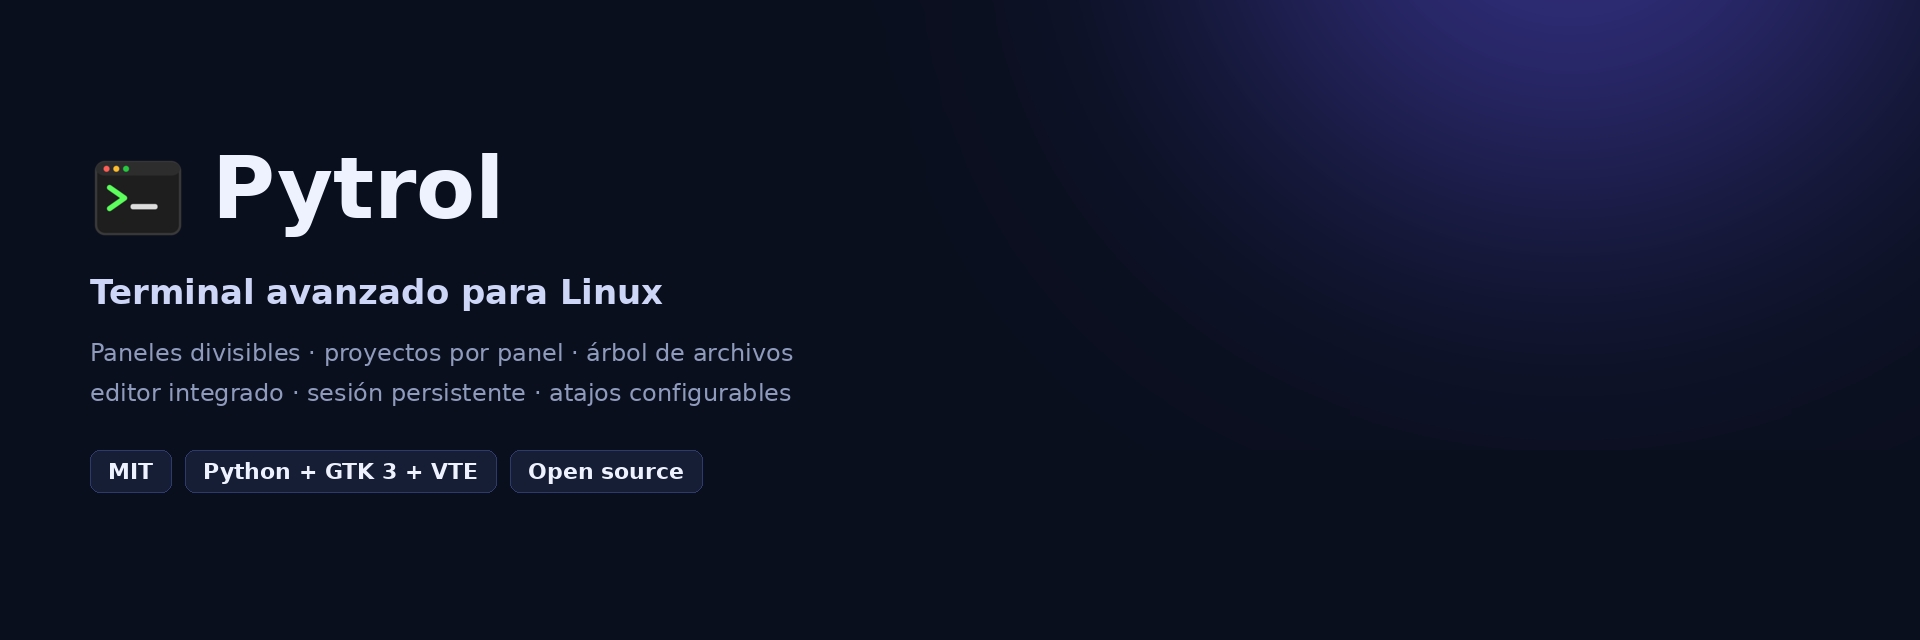 Pytrol
Terminal avanzado para Linux
Paneles divisibles · proyectos por panel · árbol de archivos
editor integrado · sesión persistente · atajos configurables
MIT
Python + GTK 3 + VTE
Open source